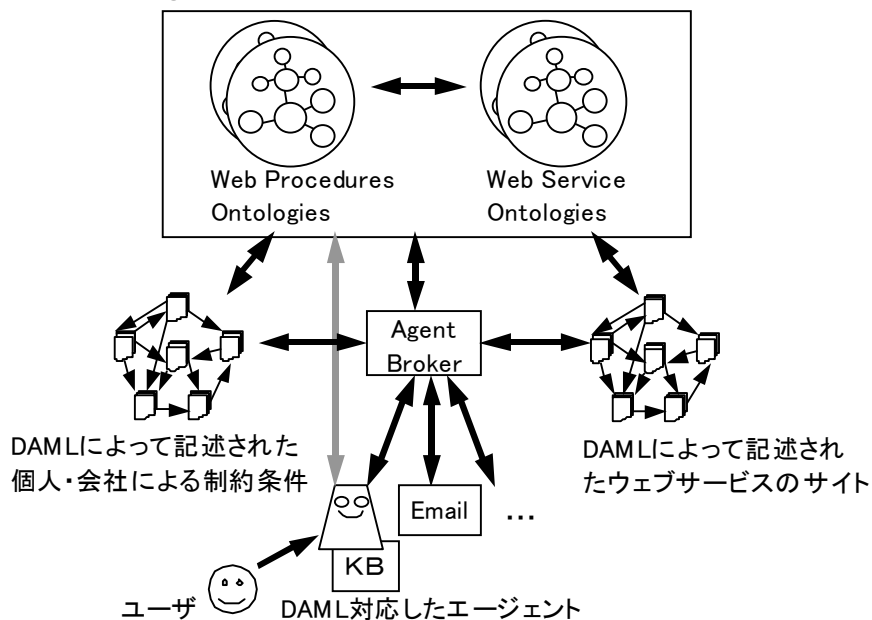 Web Procedures
Ontologies
Web Service
Ontologies
Agent
Broker
DAMLによって記述された
個人・会社による制約条件
DAMLによって記述され
たウェブサービスのサイト
Email
...
KB
ユーザ
DAML対応したエージェント